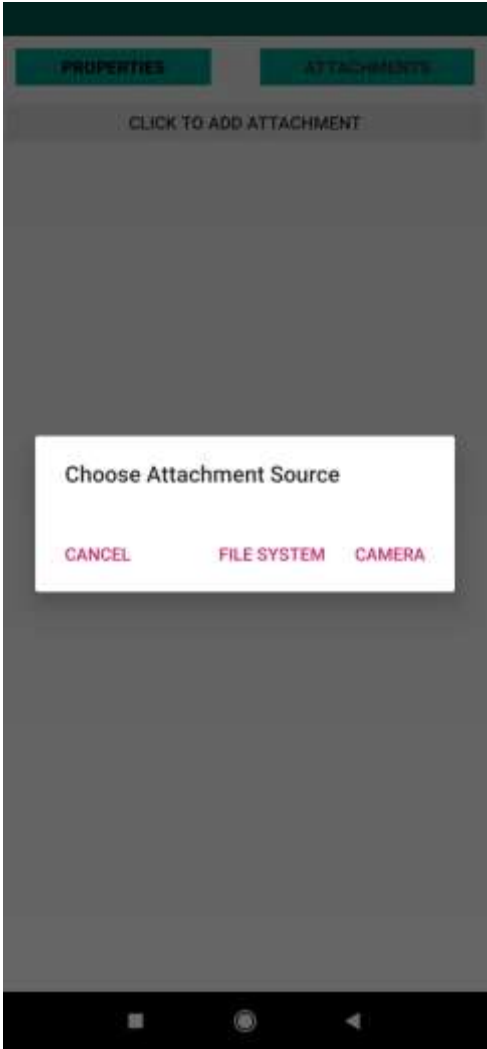 PROPERTIES ATTACHMENTS
CLICK TO ADD ATTACHMENT
Choose Attachment Source
CANCEL FILE SYSTEM CAMERA